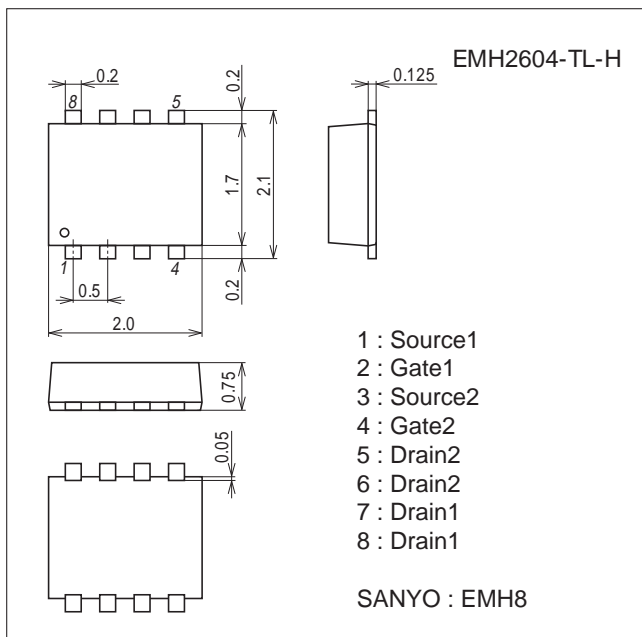 EMH2604-TL-H
0.2
0.2
0.125
8
5
1.7
2.1
1
4
0.5
0.2
2.0
0.75
0.05
1 : Source1
2 : Gate1
3 : Source2
4 : Gate2
5 : Drain2
6 : Drain2
7 : Drain1
8 : Drain1
SANYO : EMH8